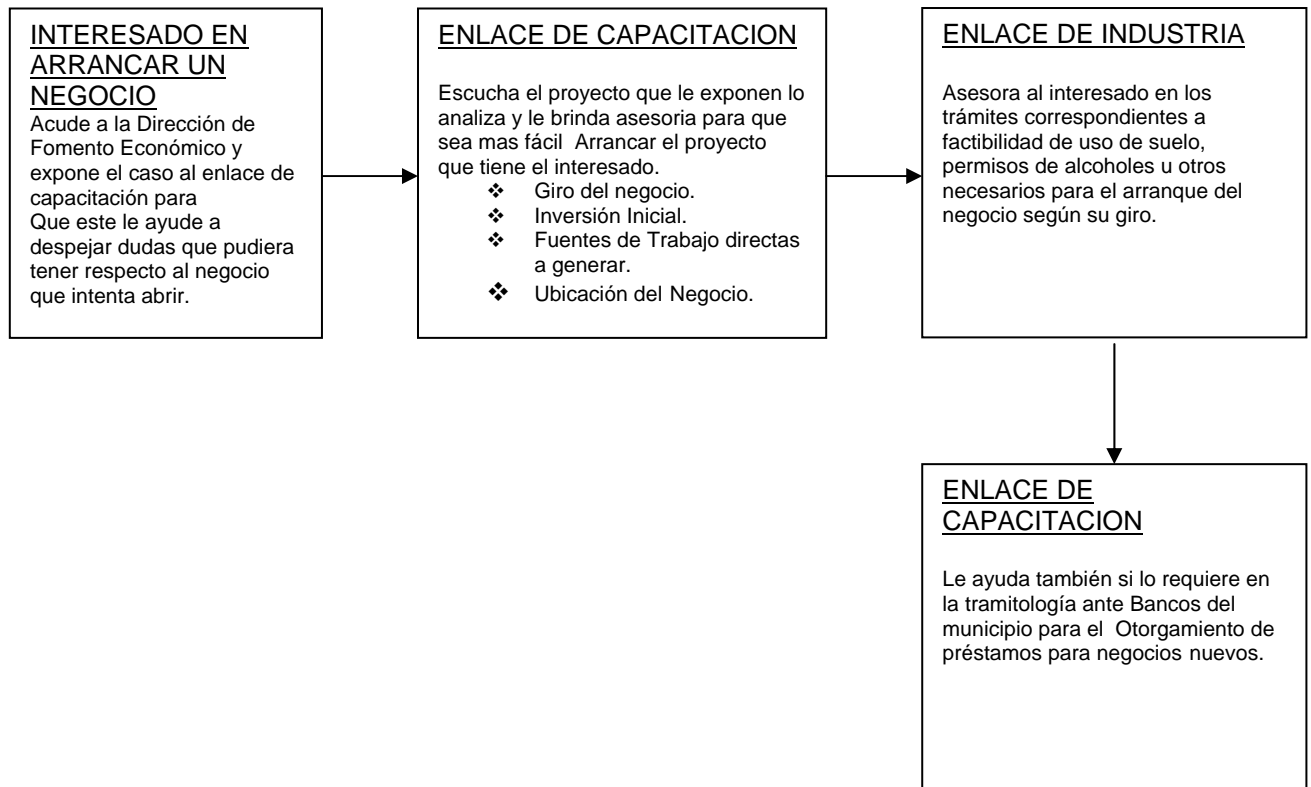 INTERESADO EN
ARRANCAR UN
NEGOCIO
Acude a la Dirección de
Fomento Económico y
expone el caso al enlace de
capacitación para
Que este le ayude a
despejar dudas que pudiera
tener respecto al negocio
que intenta abrir.
ENLACE DE CAPACITACION
Escucha el proyecto que le exponen lo
analiza y le brinda asesoria para que
sea mas fácil Arrancar el proyecto
que tiene el interesado.
❖ Giro del negocio.
❖ Inversión Inicial.
❖ Fuentes de Trabajo directas
a generar.
❖ Ubicación del Negocio.
ENLACE DE INDUSTRIA
Asesora al interesado en los
trámites correspondientes a
factibilidad de uso de suelo,
permisos de alcoholes u otros
necesarios para el arranque del
negocio según su giro.
ENLACE DE
CAPACITACION
Le ayuda también si lo requiere en
la tramitología ante Bancos del
municipio para el Otorgamiento de
préstamos para negocios nuevos.